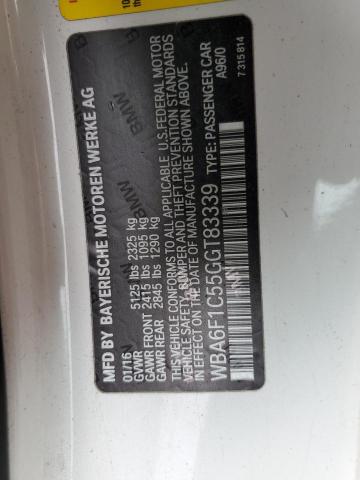 MFD BY BAYERISCHE MOTOREN WERKE AG
01/16
GVWR 5125 lbs 2325 kg
GAWR FRONT 2415 lbs 1095 kg
GAWR REAR 2845 lbs 1290 kg
THIS VEHICLE CONFORMS TO ALL APPLICABLE U.S.FEDERAL MOTOR
VEHICLE SAFETY, BUMPER AND THEFT PREVENTION STANDARDS
IN EFFECT ON THE DATE OF MANUFACTURE SHOWN ABOVE.
WBA6F1C55GGT83339 TYPE: PASSENGER CAR
A96/0
7 315 814
BMW
BMW